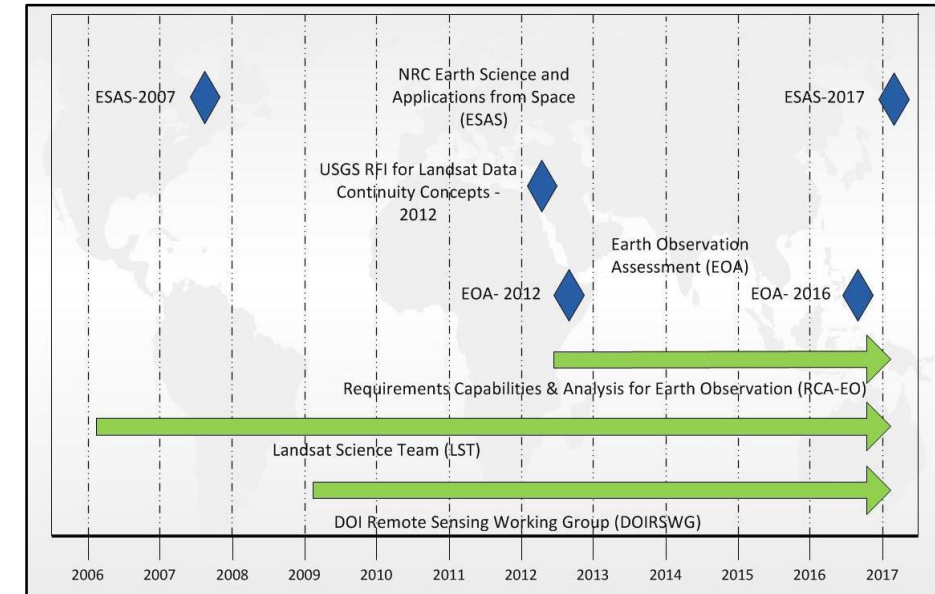 NRC Earth Science and
Applications from Space
(ESAS)
ESAS-2007
ESAS-2017
USGS RFI for Landsat Data
Continuity Concepts -
2012
Earth Observation
Assessment (EOA)
EOA- 2012
EOA- 2016
Requirements Capabilities & Analysis for Earth Observation (RCA-EO)
Landsat Science Team (LST)
DOI Remote Sensing Working Group (DOIRSWG)
2006 2007 2008 2009 2010 2011 2012 2013 2014 2015 2016 2017